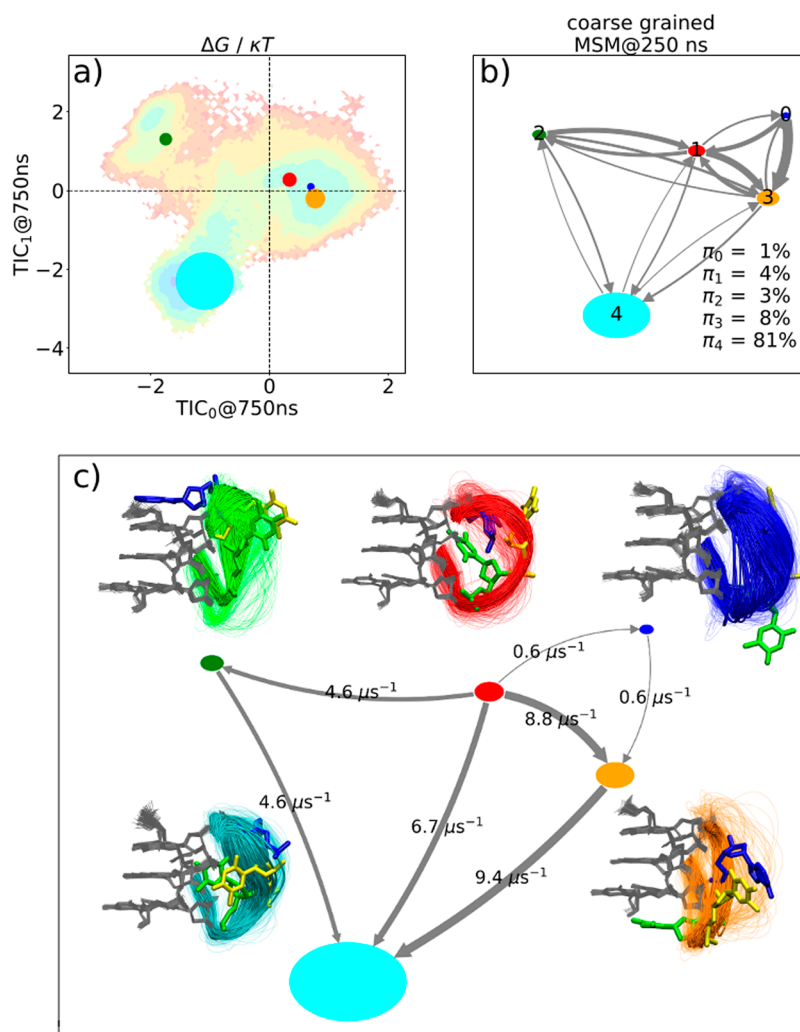 ΔG / κT
coarse grained
MSM@250 ns
a)
b)
2
0
−2
−4
TIC₁@750ns
−2
0
2
TIC₀@750ns
0
2
1
3
4
π₀ = 1%
π₁ = 4%
π₂ = 3%
π₃ = 8%
π₄ = 81%
c)
0.6 μs⁻¹
4.6 μs⁻¹
0.6 μs⁻¹
8.8 μs⁻¹
4.6 μs⁻¹
6.7 μs⁻¹
9.4 μs⁻¹